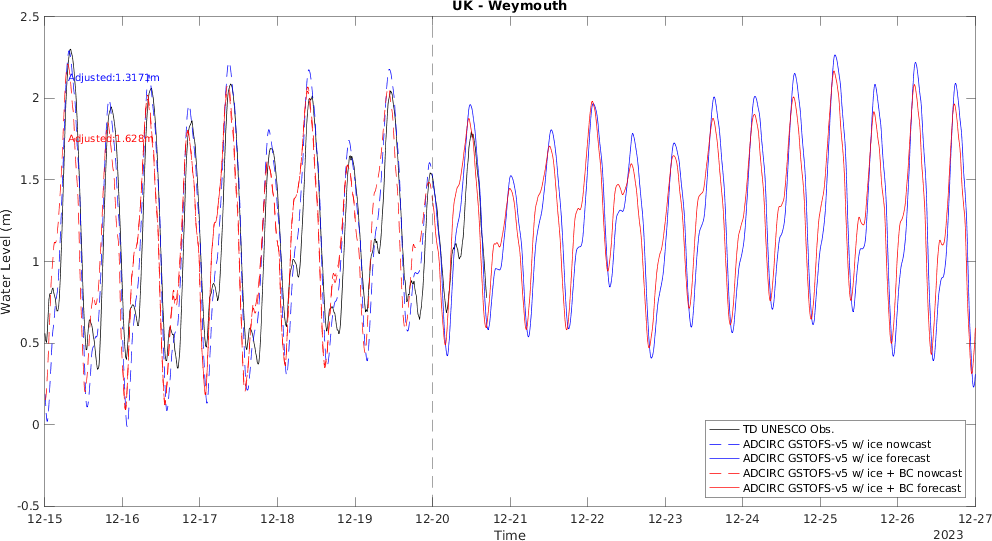 UK - Weymouth
2.5
2
1.5
1
0.5
0
-0.5
Water Level (m)
Adjusted:1.3171m
Adjusted:1.628m
TD UNESCO Obs.
ADCIRC GSTOFS-v5 w/ ice nowcast
ADCIRC GSTOFS-v5 w/ ice forecast
ADCIRC GSTOFS-v5 w/ ice + BC nowcast
ADCIRC GSTOFS-v5 w/ ice + BC forecast
12-15 12-16 12-17 12-18 12-19 12-20 12-21 12-22 12-23 12-24 12-25 12-26 12-27
Time
2023